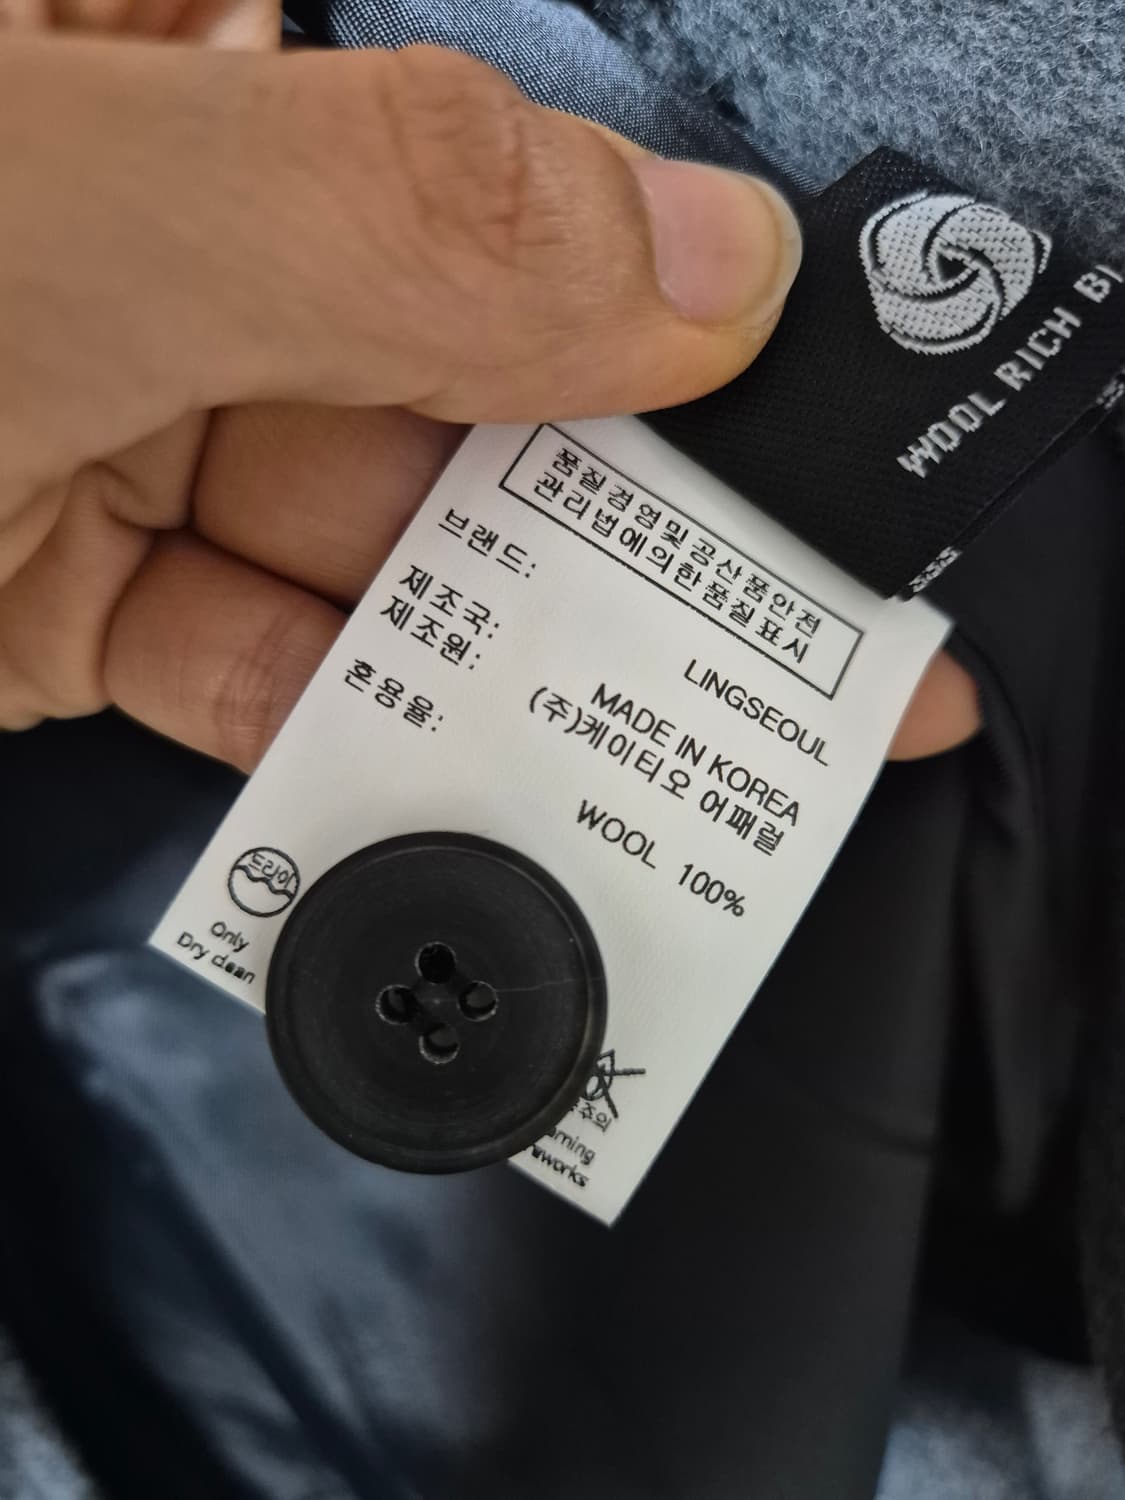 WOOL RICH
품질경영및공산품안전
관리법에의한품질표시
브랜드: LINGSEOUL
제조국: MADE IN KOREA
제조원: (주)케이티오 어패럴
혼용율: WOOL 100%
드라이
Only
Dry clean
주의